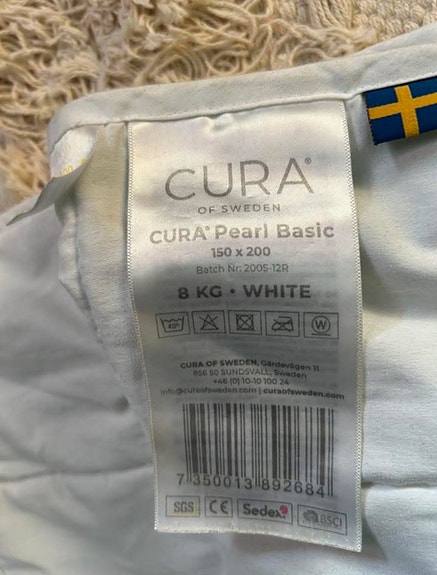 CURA®
OF SWEDEN
CURA® Pearl Basic
150 x 200
Batch Nr: 2005-12R
8 KG • WHITE
60°
W
CURA OF SWEDEN, Gärdevägen 11
856 50 SUNDSVALL, Sweden
+46 (0) 10-10 100 24
info@curaofsweden.com | curaofsweden.com
7 350013 892684
SGS CE Sedex BSCI